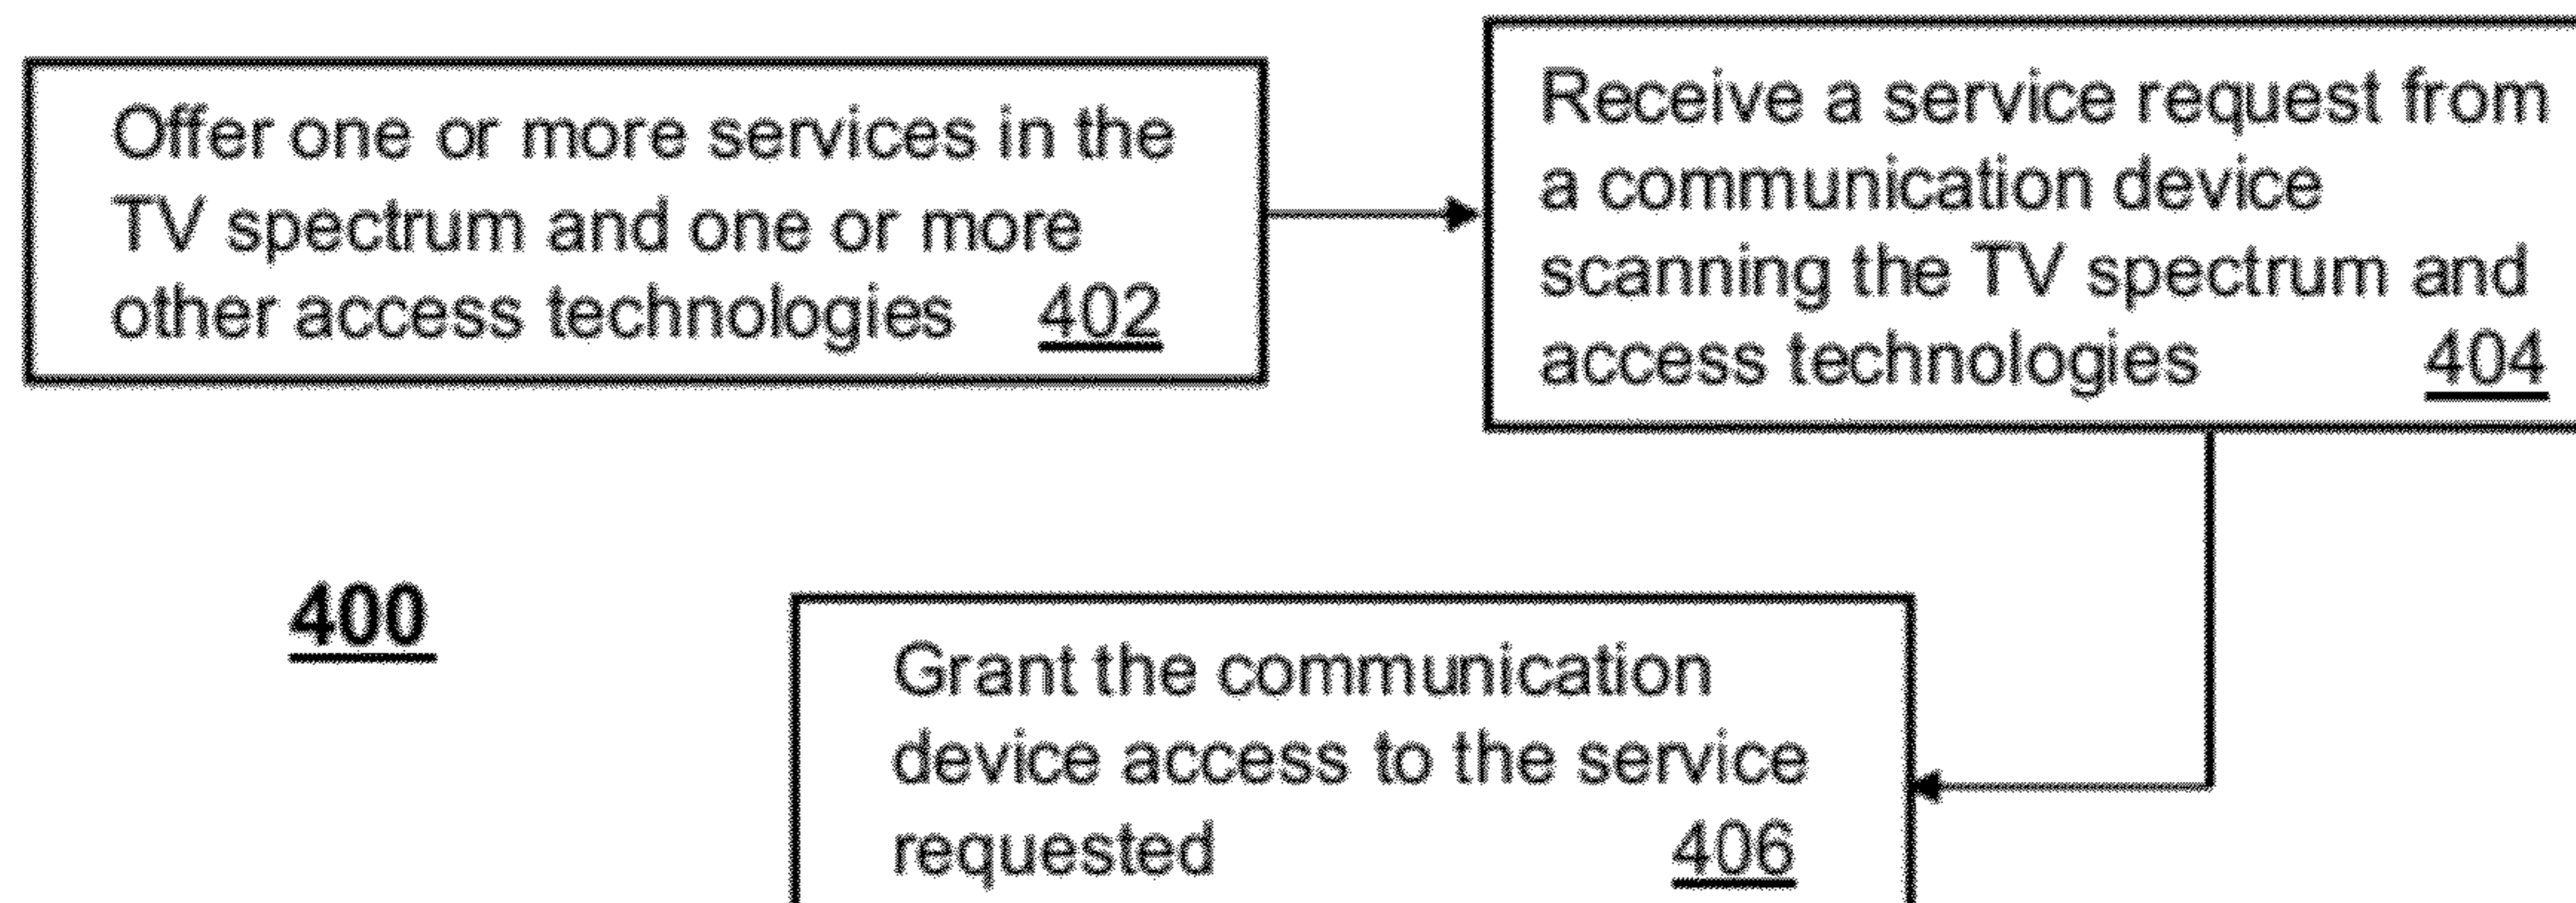 Offer one or more services in the
TV spectrum and one or more
other access technologies 402
Receive a service request from
a communication device
scanning the TV spectrum and
access technologies 404
400
Grant the communication
device access to the service
requested 406